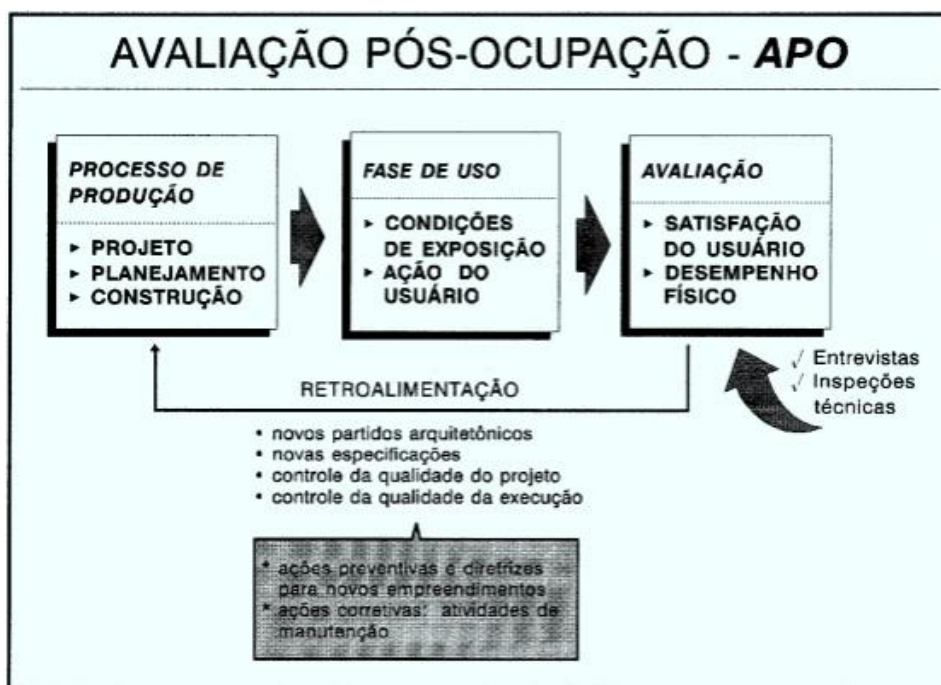 AVALIAÇÃO PÓS-OCUPAÇÃO - APO
PROCESSO DE
PRODUÇÃO
► PROJETO
► PLANEJAMENTO
► CONSTRUÇÃO
FASE DE USO
► CONDIÇÕES
DE EXPOSIÇÃO
► AÇÃO DO
USUÁRIO
AVALIAÇÃO
► SATISFAÇÃO
DO USUÁRIO
► DESEMPENHO
FÍSICO
√ Entrevistas
√ Inspeções
técnicas
RETROALIMENTAÇÃO
• novos partidos arquitetônicos
• novas especificações
• controle da qualidade do projeto
• controle da qualidade da execução
* ações preventivas e diretrizes
para novos empreendimentos
* ações corretivas: atividades de
manutenção